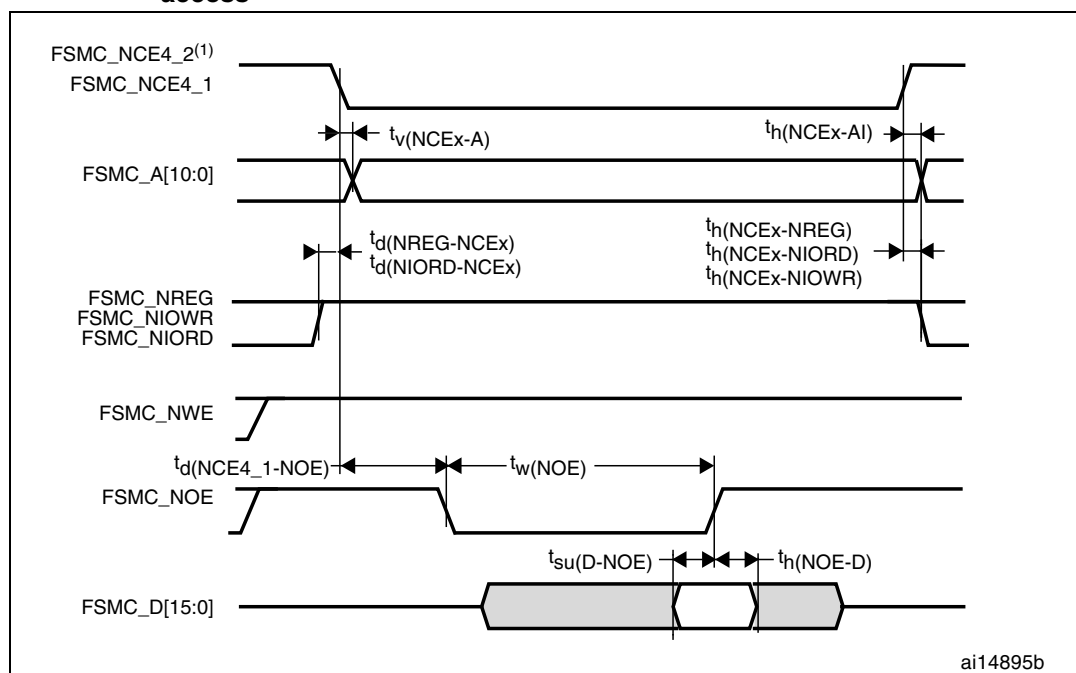 access
FSMC_NCE4_2(1)
FSMC_NCE4_1
tv(NCEx-A)
th(NCEx-AI)
FSMC_A[10:0]
td(NREG-NCEx)
td(NIORD-NCEx)
th(NCEx-NREG)
th(NCEx-NIORD)
th(NCEx-NIOWR)
FSMC_NREG
FSMC_NIOWR
FSMC_NIORD
FSMC_NWE
td(NCE4_1-NOE)
tw(NOE)
FSMC_NOE
tsu(D-NOE)
th(NOE-D)
FSMC_D[15:0]
ai14895b